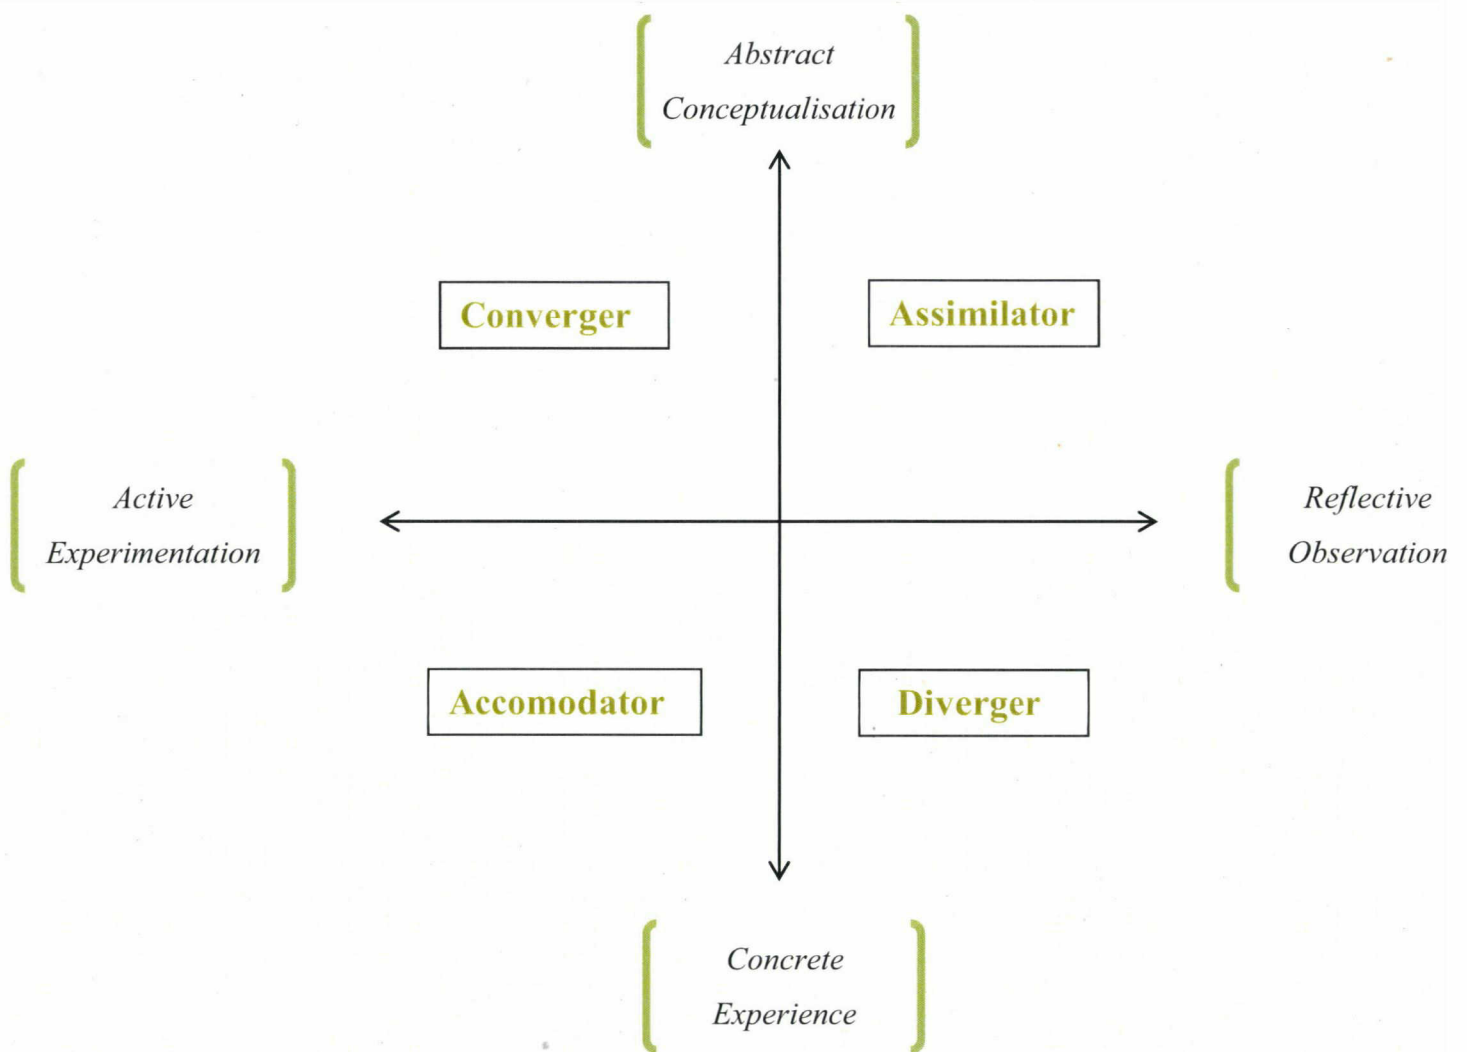 Abstract
Conceptualisation
Converger
Assimilator
Active
Experimentation
Reflective
Observation
Accomodator
Diverger
Concrete
Experience